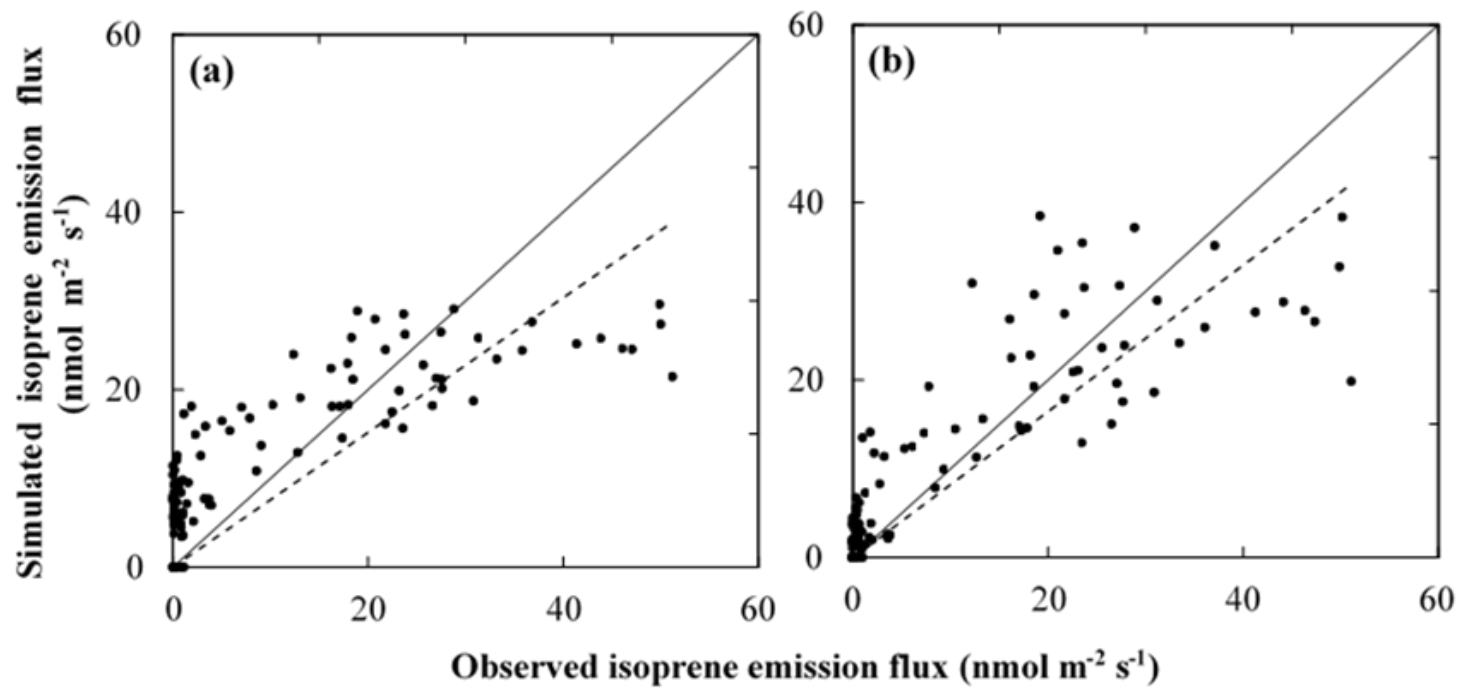 Simulated isoprene emission flux
(nmol m⁻² s⁻¹)
(a)
60
40
20
0
0 20 40 60
(b)
60
40
20
0
0 20 40 60
Observed isoprene emission flux (nmol m⁻² s⁻¹)